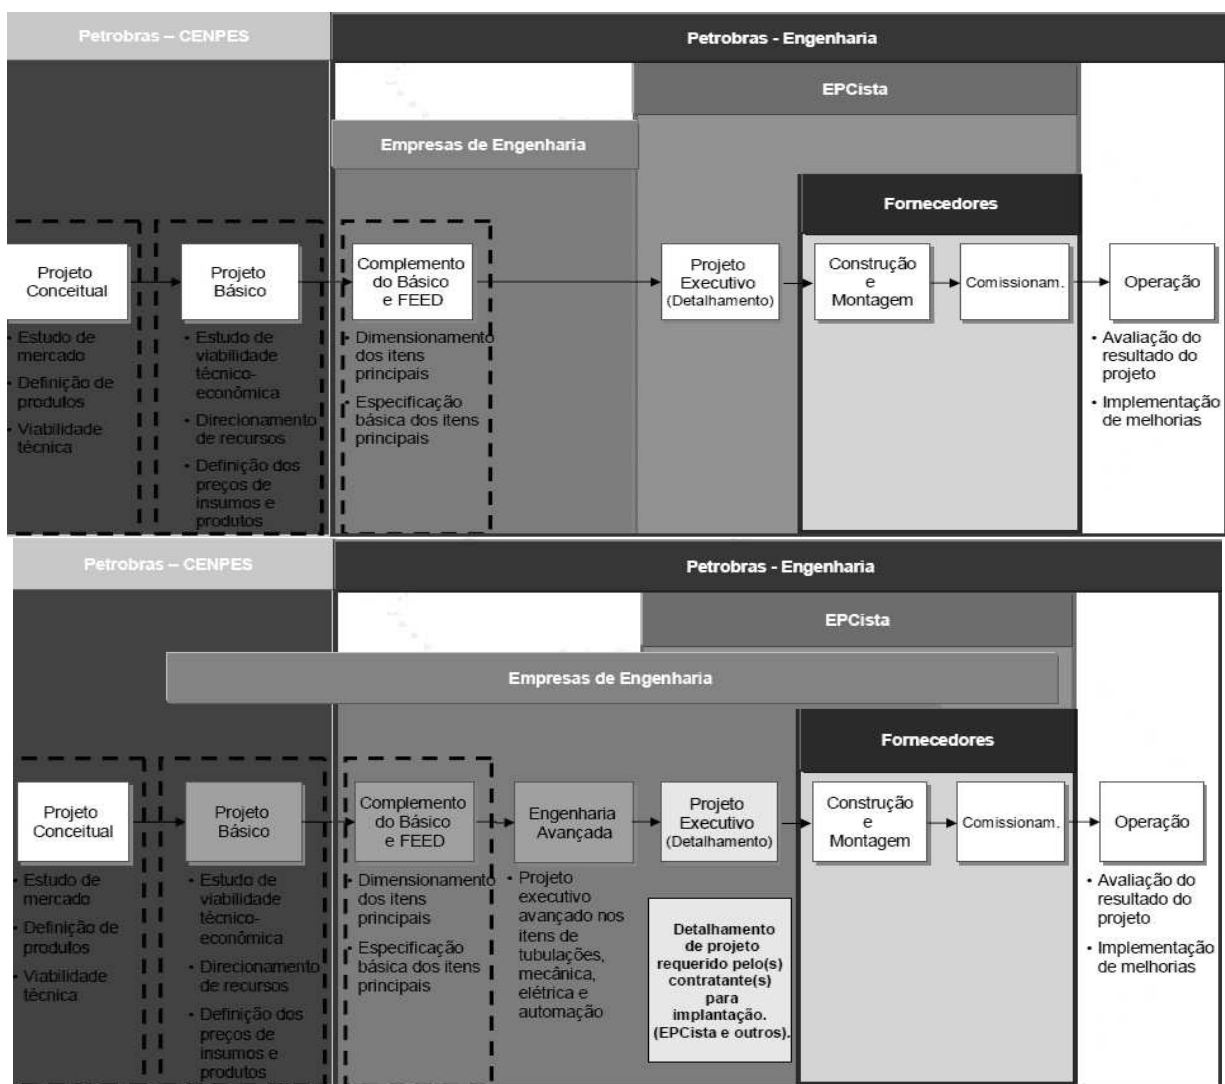 Petrobras – CENPES
Petrobras - Engenharia
EPCista
Empresas de Engenharia
Fornecedores
Projeto
Conceitual
Projeto
Básico
Complemento
do Básico
e FEED
Projeto
Executivo
(Detalhamento)
Construção
e
Montagem
Comissionam.
Operação
• Estudo de
mercado
• Definição de
produtos
• Viabilidade
técnica
• Estudo de
viabilidade
técnico-
econômica
• Direcionamento
de recursos
• Definição dos
preços de
insumos e
produtos
• Dimensionamento
dos itens
principais
• Especificação
básica dos itens
principais
• Avaliação do
resultado do
projeto
• Implementação
de melhorias
Petrobras – CENPES
Petrobras - Engenharia
EPCista
Empresas de Engenharia
Fornecedores
Projeto
Conceitual
Projeto
Básico
Complemento
do Básico
e FEED
Engenharia
Avançada
Projeto
Executivo
(Detalhamento)
Construção
e
Montagem
Comissionam.
Operação
• Estudo de
mercado
• Definição de
produtos
• Viabilidade
técnica
• Estudo de
viabilidade
técnico-
econômica
• Direcionamento
de recursos
• Definição dos
preços de
insumos e
produtos
• Dimensionamento
dos itens
principais
• Especificação
básica dos itens
principais
• Projeto
executivo
avançado nos
itens de
tubulações,
mecânica,
elétrica e
automação
Detalhamento
de projeto
requerido pelo(s)
contratante(s)
para
implantação.
(EPCista e outros).
• Avaliação do
resultado do
projeto
• Implementação
de melhorias